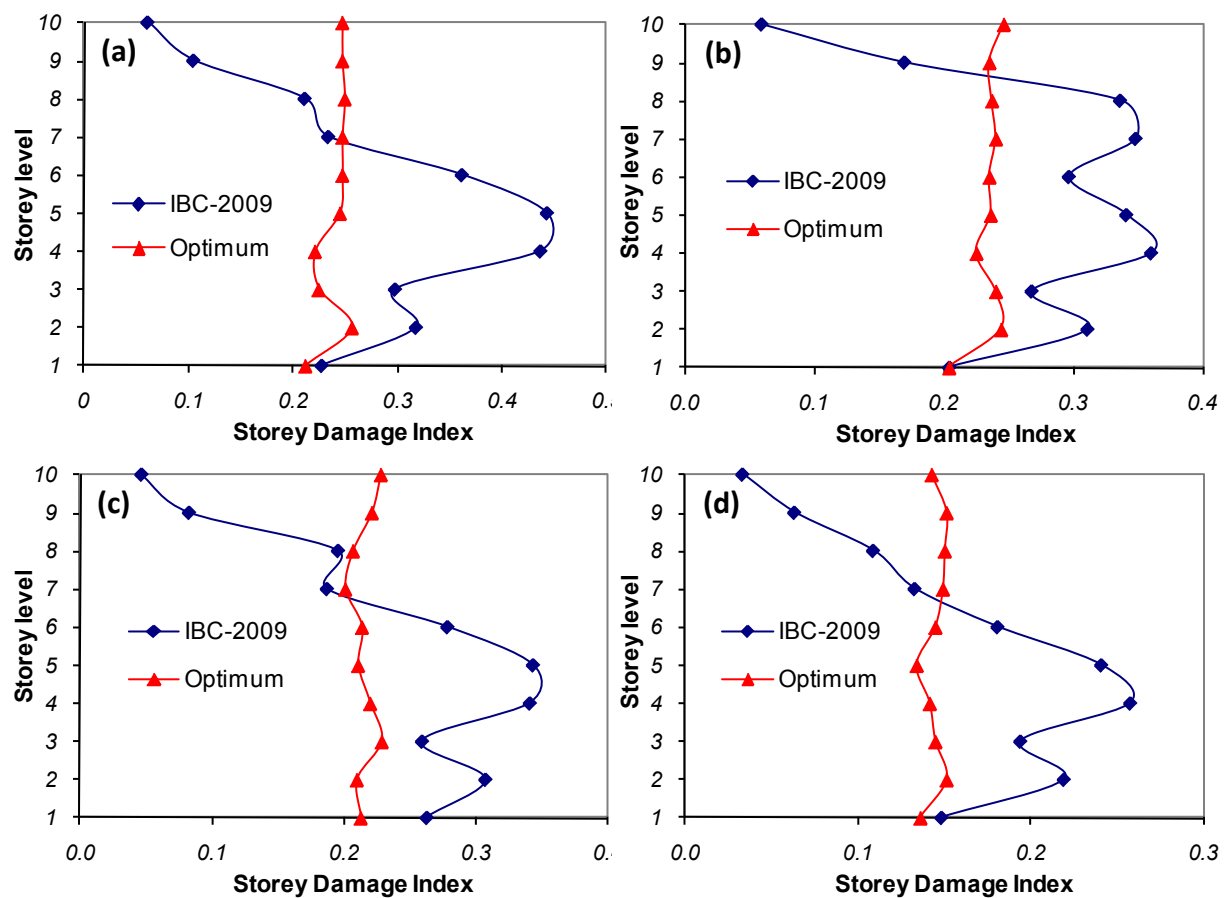 (a)
Storey level
10
9
8
7
6
5
4
3
2
1
IBC-2009
Optimum
0 0.1 0.2 0.3 0.4
Storey Damage Index
(b)
Storey level
10
9
8
7
6
5
4
3
2
1
IBC-2009
Optimum
0.0 0.1 0.2 0.3 0.4
Storey Damage Index
(c)
Storey level
10
9
8
7
6
5
4
3
2
1
IBC-2009
Optimum
0.0 0.1 0.2 0.3
Storey Damage Index
(d)
Storey level
10
9
8
7
6
5
4
3
2
1
IBC-2009
Optimum
0.0 0.1 0.2 0.3
Storey Damage Index